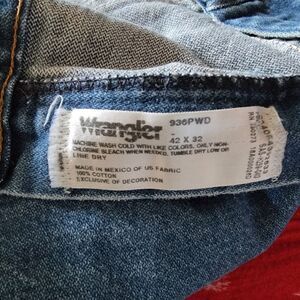 Wrangler
936PWD
-
42 X 32
MACHINE WASH COLD WITH LIKE COLORS, ONLY NON-
CHLORINE BLEACH WHEN NEEDED, TUMBLE DRY LOW OR
LINE DRY
MADE IN MEXICO OF US FABRIC
100% COTTON
EXCLUSIVE OF DECORATION